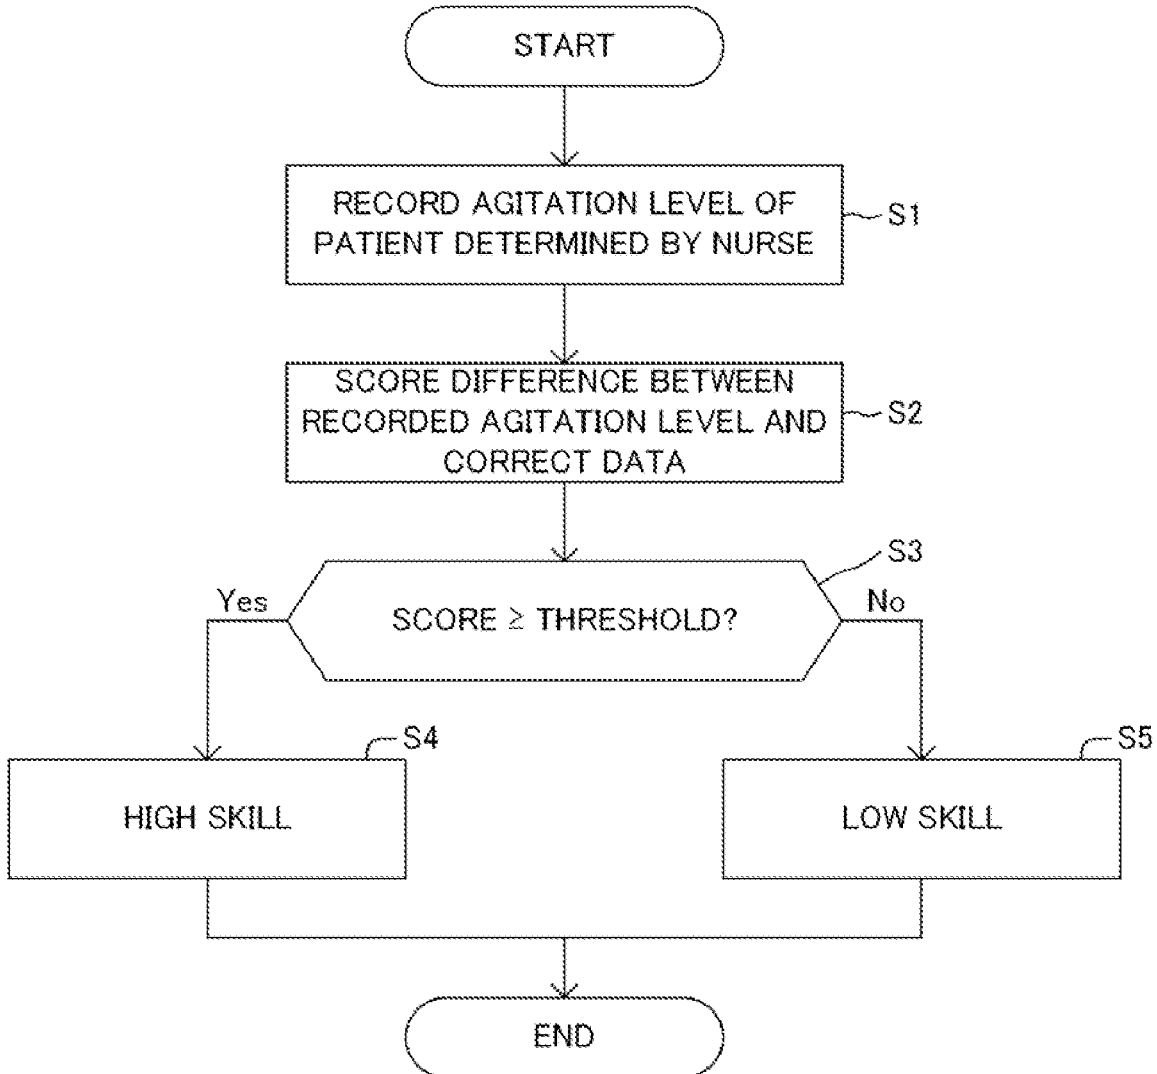 START
RECORD AGITATION LEVEL OF
PATIENT DETERMINED BY NURSE
S1
SCORE DIFFERENCE BETWEEN
RECORDED AGITATION LEVEL AND
CORRECT DATA
S2
S3
Yes
SCORE ≥ THRESHOLD?
No
S4
HIGH SKILL
S5
LOW SKILL
END